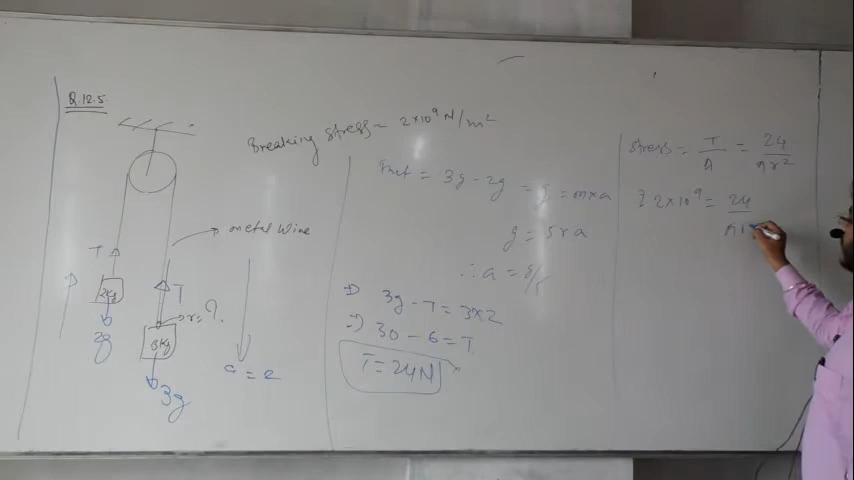 Q.12.5
Breaking stress = 2×10⁹ N/m²
T
2kg
2g
metal wire
T
r=?
3kg
3g
a = 2
Fnet = 3g - 2g = g = m×a
g = 5×a
∴ a = g/5
3g - T = 3×2
30 - 6 = T
T = 24N
stress = T/A = 24/πr²
2×10⁹ = 24/πr